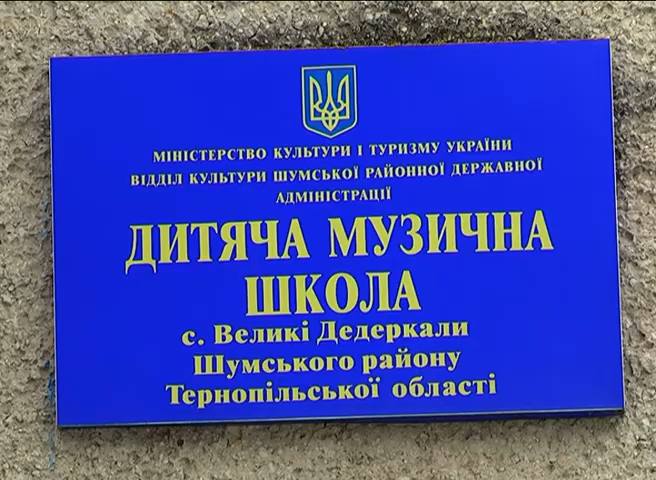 МІНІСТЕРСТВО КУЛЬТУРИ І ТУРИЗМУ УКРАЇНИ
ВІДДІЛ КУЛЬТУРИ ШУМСЬКОЇ РАЙОННОЇ ДЕРЖАВНОЇ
АДМІНІСТРАЦІЇ
ДИТЯЧА МУЗИЧНА
ШКОЛА
с. Великі Дедеркали
Шумського району
Тернопільської області